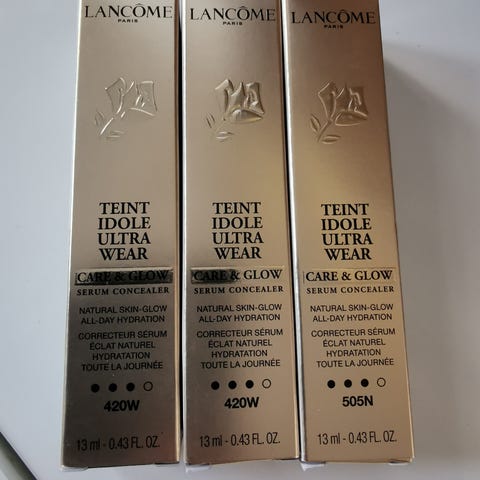 LANCÔME
PARIS
TEINT
IDOLE
ULTRA
WEAR
CARE & GLOW
SERUM CONCEALER
NATURAL SKIN-GLOW
ALL-DAY HYDRATION
CORRECTEUR SÉRUM
ÉCLAT NATUREL
HYDRATATION
TOUTE LA JOURNÉE
420W
13 ml - 0.43 FL. OZ.
LANCÔME
PARIS
TEINT
IDOLE
ULTRA
WEAR
CARE & GLOW
SERUM CONCEALER
NATURAL SKIN-GLOW
ALL-DAY HYDRATION
CORRECTEUR SÉRUM
ÉCLAT NATUREL
HYDRATATION
TOUTE LA JOURNÉE
420W
13 ml - 0.43 FL. OZ.
LANCÔME
PARIS
TEINT
IDOLE
ULTRA
WEAR
CARE & GLOW
SERUM CONCEALER
NATURAL SKIN-GLOW
ALL-DAY HYDRATION
CORRECTEUR SÉRUM
ÉCLAT NATUREL
HYDRATATION
TOUTE LA JOURNÉE
505N
13 ml - 0.43 FL. OZ.